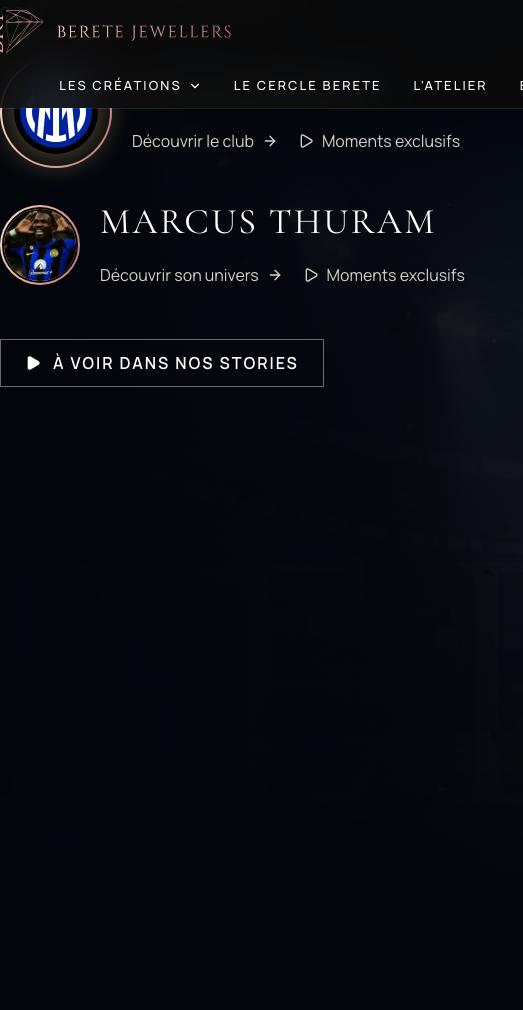 BERETE JEWELLERS
LES CRÉATIONS
LE CERCLE BERETE
L'ATELIER
Découvrir le club → Moments exclusifs
MARCUS THURAM
Découvrir son univers → Moments exclusifs
À VOIR DANS NOS STORIES